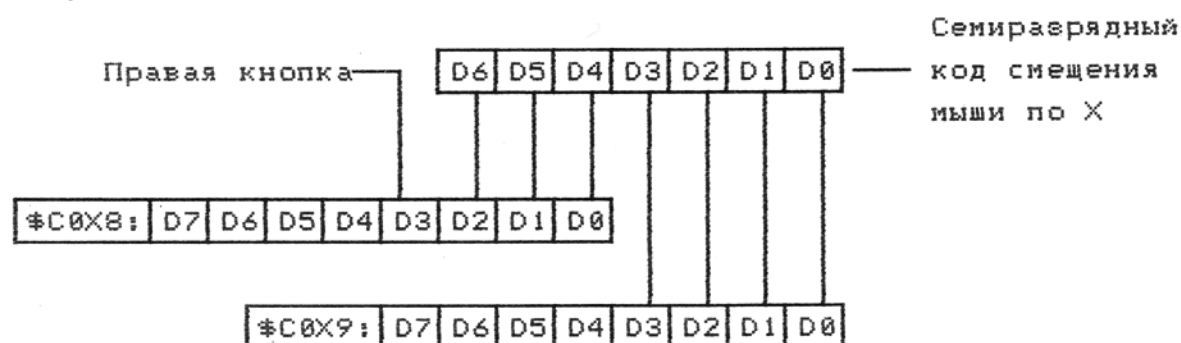 Семиразрядный
Правая кнопка D6 D5 D4 D3 D2 D1 D0 код смещения
мыши по X
$C0X8: D7 D6 D5 D4 D3 D2 D1 D0
$C0X9: D7 D6 D5 D4 D3 D2 D1 D0